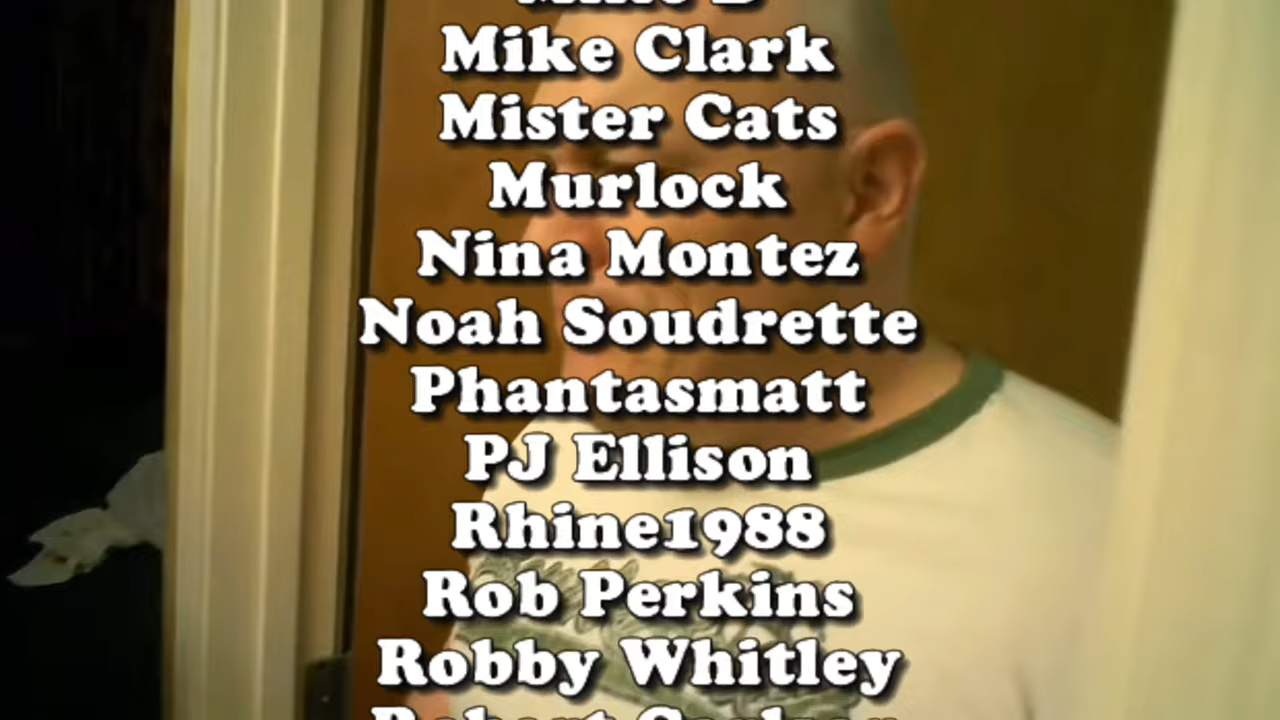 Mike Clark
Mister Cats
Murlock
Nina Montez
Noah Soudrette
Phantasmatt
PJ Ellison
Rhine1988
Rob Perkins
Robby Whitley